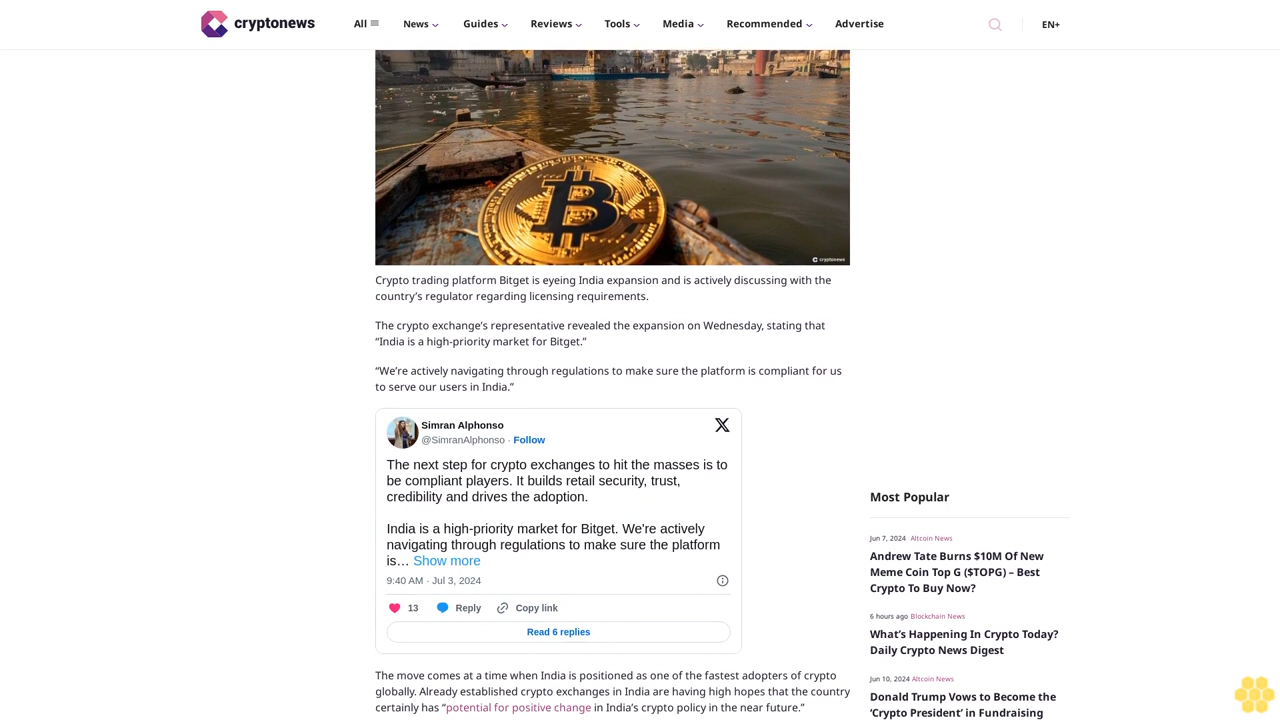 cryptonews
All
News
Guides
Reviews
Tools
Media
Recommended
Advertise
EN+
cryptonews
Crypto trading platform Bitget is eyeing India expansion and is actively discussing with the
country’s regulator regarding licensing requirements.
The crypto exchange’s representative revealed the expansion on Wednesday, stating that
“India is a high-priority market for Bitget.”
“We’re actively navigating through regulations to make sure the platform is compliant for us
to serve our users in India.”
Simran Alphonso
@SimranAlphonso · Follow
The next step for crypto exchanges to hit the masses is to
be compliant players. It builds retail security, trust,
credibility and drives the adoption.
India is a high-priority market for Bitget. We're actively
navigating through regulations to make sure the platform
is… Show more
9:40 AM · Jul 3, 2024
13
Reply
Copy link
Read 6 replies
The move comes at a time when India is positioned as one of the fastest adopters of crypto
globally. Already established crypto exchanges in India are having high hopes that the country
certainly has “potential for positive change in India’s crypto policy in the near future.”
Most Popular
Jun 7, 2024 Altcoin News
Andrew Tate Burns $10M Of New
Meme Coin Top G ($TOPG) – Best
Crypto To Buy Now?
6 hours ago Blockchain News
What’s Happening In Crypto Today?
Daily Crypto News Digest
Jun 10, 2024 Altcoin News
Donald Trump Vows to Become the
‘Crypto President’ in Fundraising